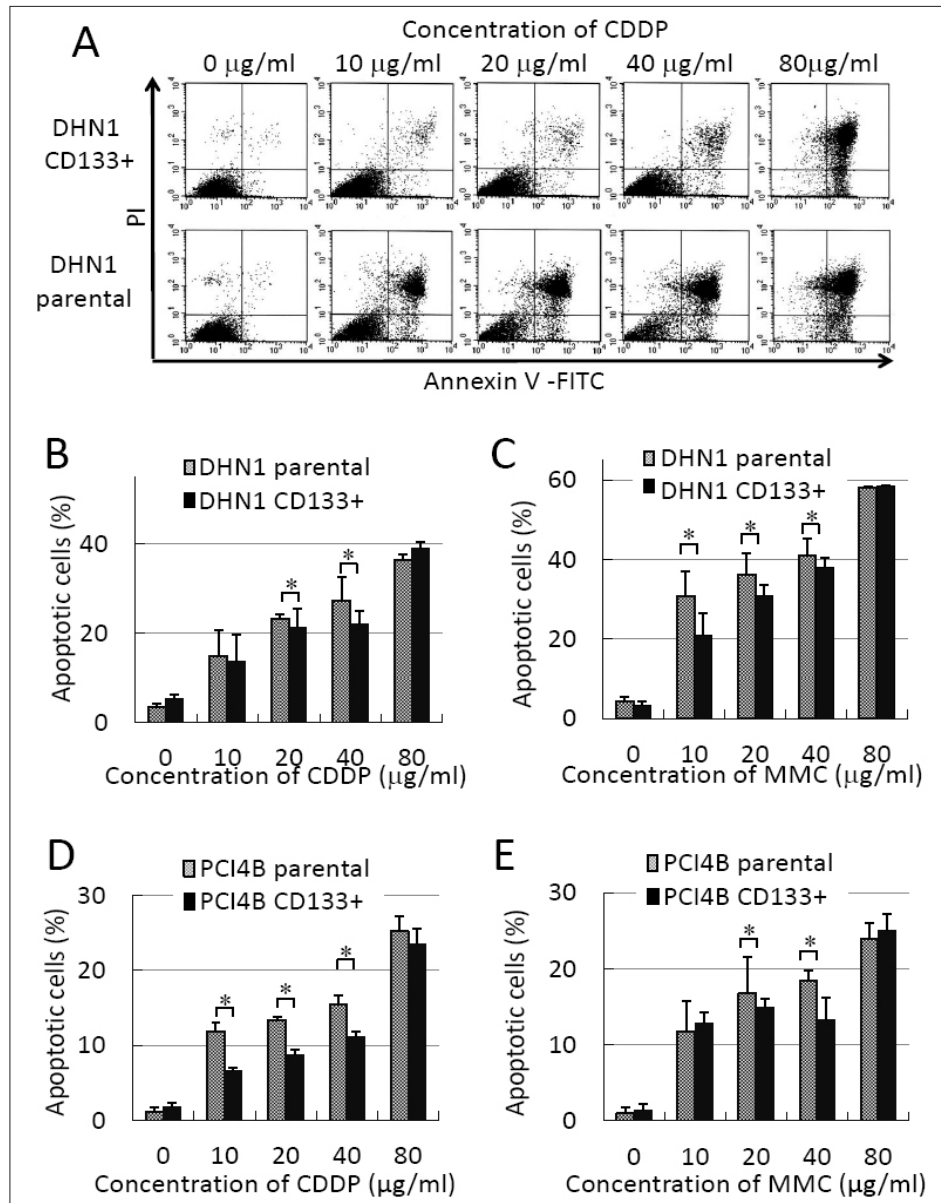 A
Concentration of CDDP
0 μg/ml 10 μg/ml 20 μg/ml 40 μg/ml 80μg/ml
DHN1
CD133+
DHN1
parental
PI
Annexin V -FITC
B
DHN1 parental
DHN1 CD133+
Apoptotic cells (%)
40
20
0
* *
0 10 20 40 80
Concentration of CDDP (μg/ml)
C
DHN1 parental
DHN1 CD133+
Apoptotic cells (%)
60
40
20
0
* * *
0 10 20 40 80
Concentration of MMC (μg/ml)
D
PCI4B parental
PCI4B CD133+
Apoptotic cells (%)
30
20
10
0
* * *
0 10 20 40 80
Concentration of CDDP (μg/ml)
E
PCI4B parental
PCI4B CD133+
Apoptotic cells (%)
30
20
10
0
* *
0 10 20 40 80
Concentration of MMC (μg/ml)